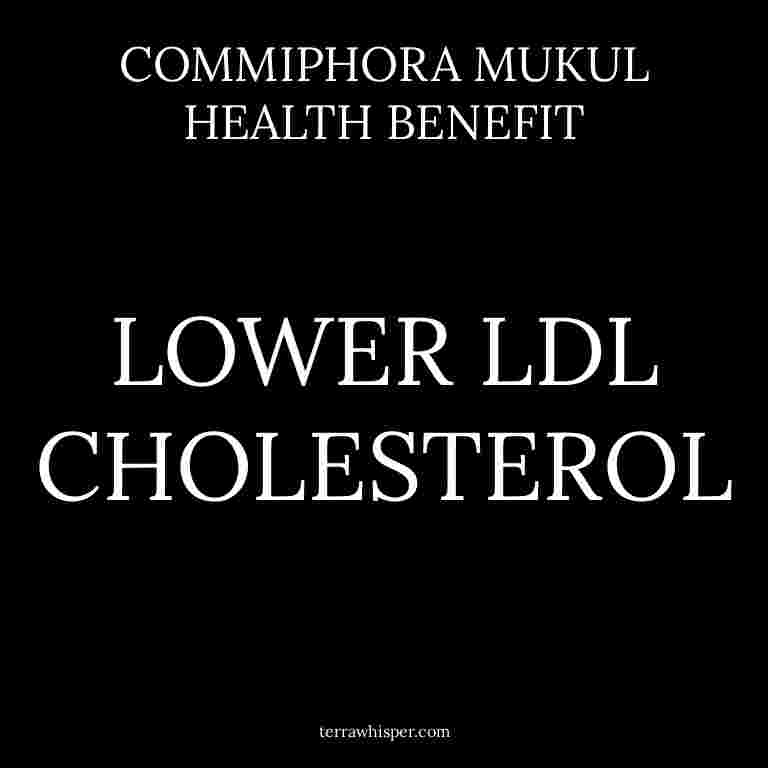 COMMIPHORA MUKUL
HEALTH BENEFIT
LOWER LDL
CHOLESTEROL
terrawhisper.com